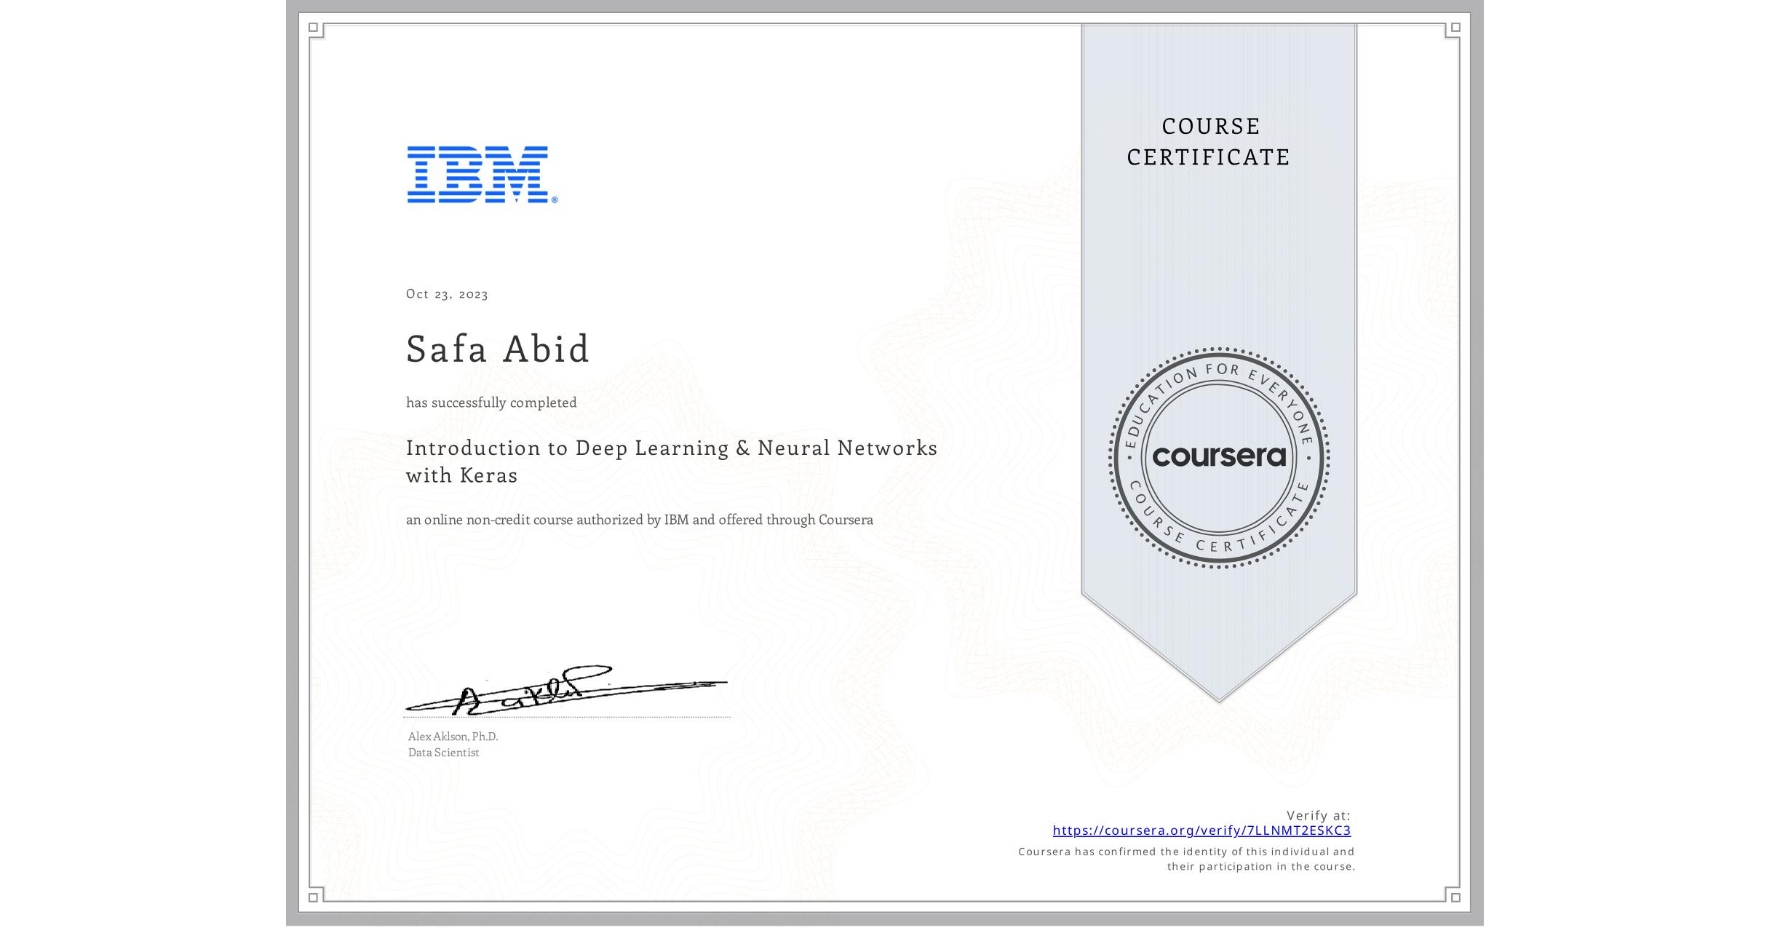 IBM®
COURSE
CERTIFICATE
Oct 23, 2023
Safa Abid
has successfully completed
Introduction to Deep Learning & Neural Networks
with Keras
an online non-credit course authorized by IBM and offered through Coursera
EDUCATION FOR EVERYONE
coursera
COURSE CERTIFICATE
Alex Aklson, Ph.D.
Data Scientist
Verify at:
https://coursera.org/verify/7LLNMT2ESKC3
Coursera has confirmed the identity of this individual and
their participation in the course.